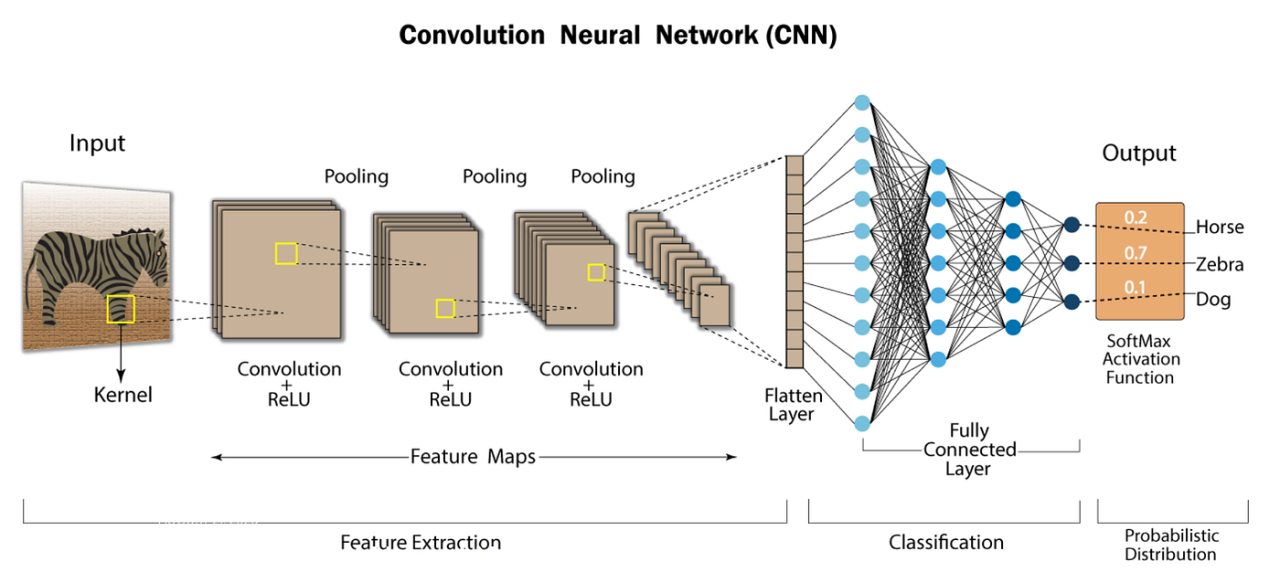 Convolution Neural Network (CNN)
Input
Pooling
Pooling
Pooling
Output
0.2
Horse
0.7
Zebra
0.1
Dog
Kernel
Convolution
+
ReLU
Convolution
+
ReLU
Convolution
+
ReLU
Flatten
Layer
SoftMax
Activation
Function
Feature Maps
Fully
Connected
Layer
Feature Extraction
Classification
Probabilistic
Distribution